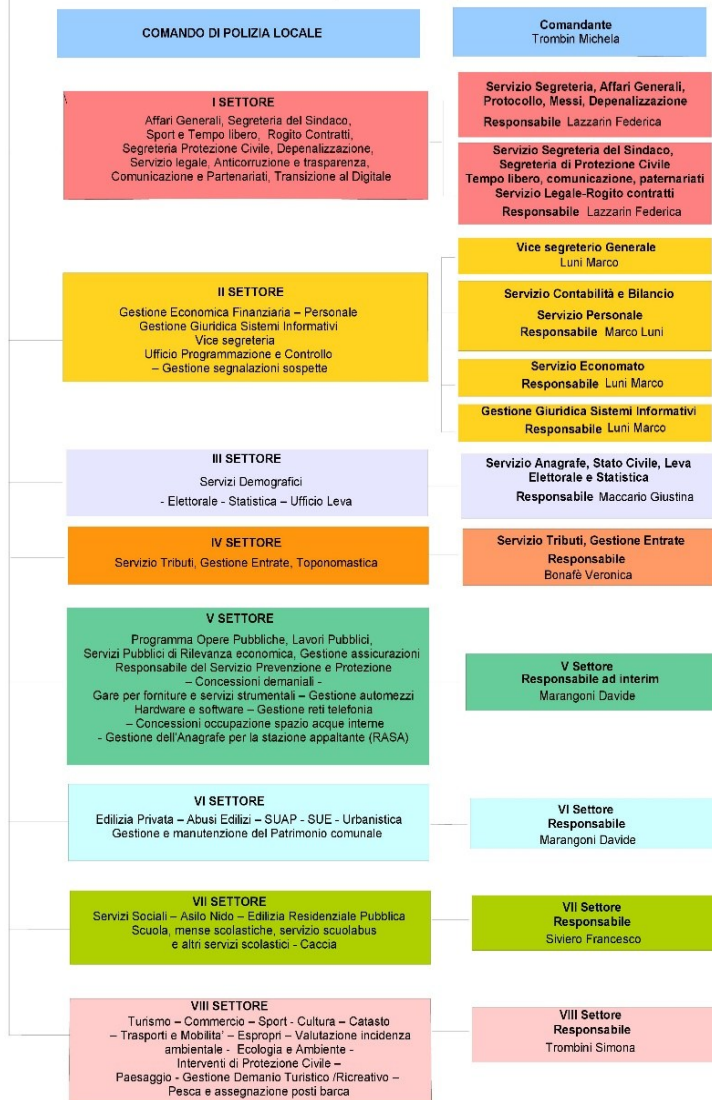 COMANDO DI POLIZIA LOCALE
Comandante
Trombin Michela
I SETTORE
Affari Generali, Segreteria del Sindaco,
Sport e Tempo libero, Rogito Contratti,
Segreteria Protezione Civile, Depenalizzazione,
Servizio legale, Anticorruzione e trasparenza,
Comunicazione e Partenariati, Transizione al Digitale
Servizio Segreteria, Affari Generali,
Protocollo, Messi, Depenalizzazione
Responsabile Lazzarin Federica
Servizio Segreteria del Sindaco,
Segreteria di Protezione Civile
Tempo libero, comunicazione, paternariati
Servizio Legale-Rogito contratti
Responsabile Lazzarin Federica
II SETTORE
Gestione Economica Finanziaria – Personale
Gestione Giuridica Sistemi Informativi
Vice segreteria
Ufficio Programmazione e Controllo
– Gestione segnalazioni sospette
Vice segreterio Generale
Luni Marco
Servizio Contabilità e Bilancio
Servizio Personale
Responsabile Marco Luni
Servizio Economato
Responsabile Luni Marco
Gestione Giuridica Sistemi Informativi
Responsabile Luni Marco
III SETTORE
Servizi Demografici
- Elettorale - Statistica – Ufficio Leva
Servizio Anagrafe, Stato Civile, Leva
Elettorale e Statistica
Responsabile Maccario Giustina
IV SETTORE
Servizio Tributi, Gestione Entrate, Toponomastica
Servizio Tributi, Gestione Entrate
Responsabile
Bonafè Veronica
V SETTORE
Programma Opere Pubbliche, Lavori Pubblici,
Servizi Pubblici di Rilevanza economica, Gestione assicurazioni
Responsabile del Servizio Prevenzione e Protezione
– Concessioni demaniali -
Gare per forniture e servizi strumentali – Gestione automezzi
Hardware e software – Gestione reti telefonia
– Concessioni occupazione spazio acque interne
- Gestione dell'Anagrafe per la stazione appaltante (RASA)
V Settore
Responsabile ad interim
Marangoni Davide
VI SETTORE
Edilizia Privata – Abusi Edilizi – SUAP - SUE - Urbanistica
Gestione e manutenzione del Patrimonio comunale
VI Settore
Responsabile
Marangoni Davide
VII SETTORE
Servizi Sociali – Asilo Nido – Edilizia Residenziale Pubblica
Scuola, mense scolastiche, servizio scuolabus
e altri servizi scolastici - Caccia
VII Settore
Responsabile
Siviero Francesco
VIII SETTORE
Turismo – Commercio – Sport - Cultura – Catasto
– Trasporti e Mobilita' – Espropri – Valutazione incidenza
ambientale - Ecologia e Ambiente -
Interventi di Protezione Civile –
Paesaggio - Gestione Demanio Turistico /Ricreativo –
Pesca e assegnazione posti barca
VIII Settore
Responsabile
Trombini Simona